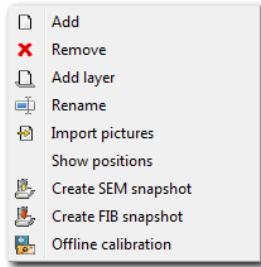 Add
Remove
Add layer
Rename
Import pictures
Show positions
Create SEM snapshot
Create FIB snapshot
Offline calibration